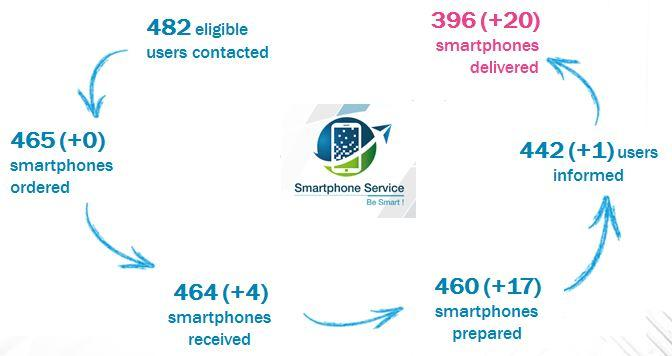 482 eligible
users contacted
465 (+0)
smartphones
ordered
464 (+4)
smartphones
received
460 (+17)
smartphones
prepared
442 (+1) users
informed
396 (+20)
smartphones
delivered
Smartphone Service
Be Smart !